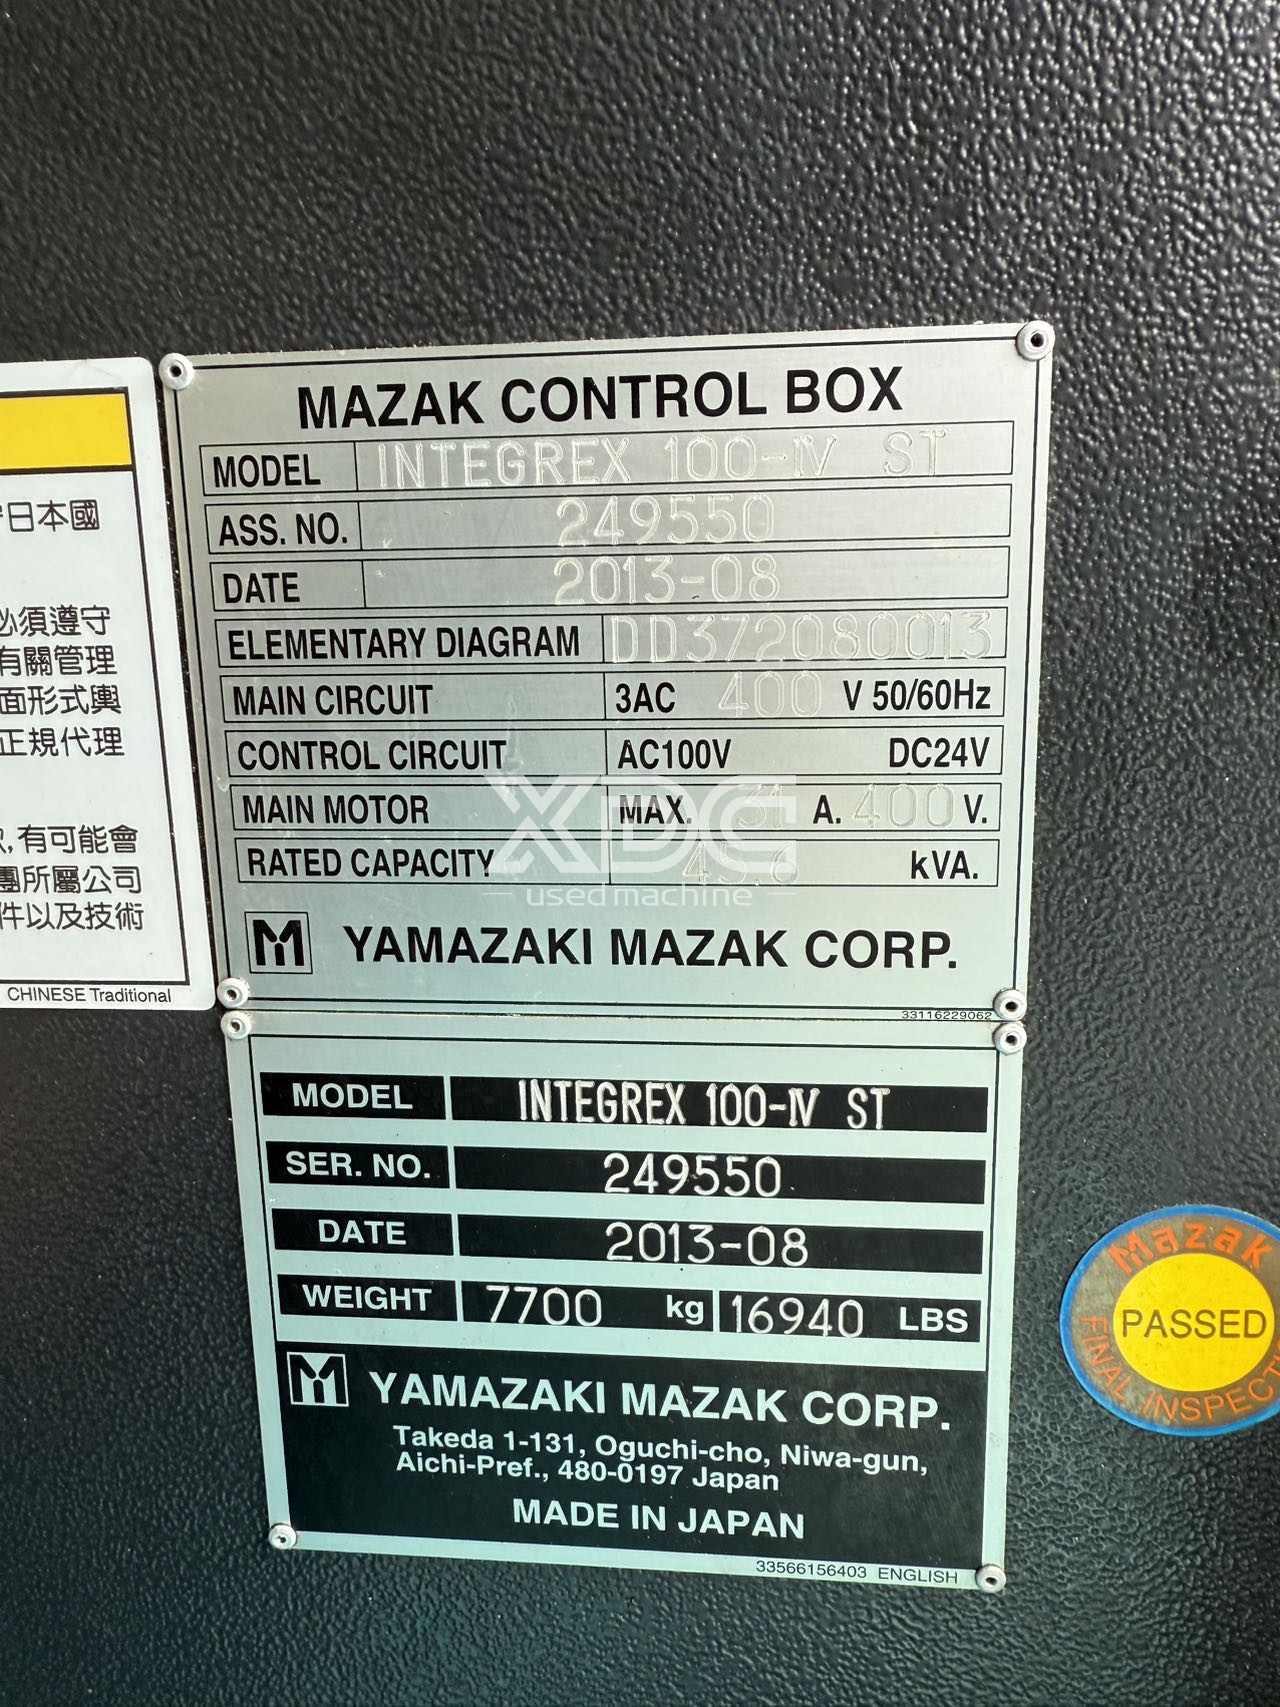 守日本國
必須遵守
有關管理
面形式輿
正規代理
有可能會
團所屬公司
件以及技術
CHINESE Traditional
MAZAK CONTROL BOX
MODEL INTEGREX 100-IV ST
ASS. NO. 249550
DATE 2013-08
ELEMENTARY DIAGRAM DD372080013
MAIN CIRCUIT 3AC 400 V 50/60Hz
CONTROL CIRCUIT AC100V DC24V
MAIN MOTOR MAX. 31 A. 400 V.
RATED CAPACITY 45.6 kVA.
XDC
used machine
YAMAZAKI MAZAK CORP.
33116229062
MODEL INTEGREX 100-IV ST
SER. NO. 249550
DATE 2013-08
WEIGHT 7700 kg 16940 LBS
YAMAZAKI MAZAK CORP.
Takeda 1-131, Oguchi-cho, Niwa-gun,
Aichi-Pref., 480-0197 Japan
MADE IN JAPAN
33566156403 ENGLISH
Mazak
PASSED
FINAL INSPECTI